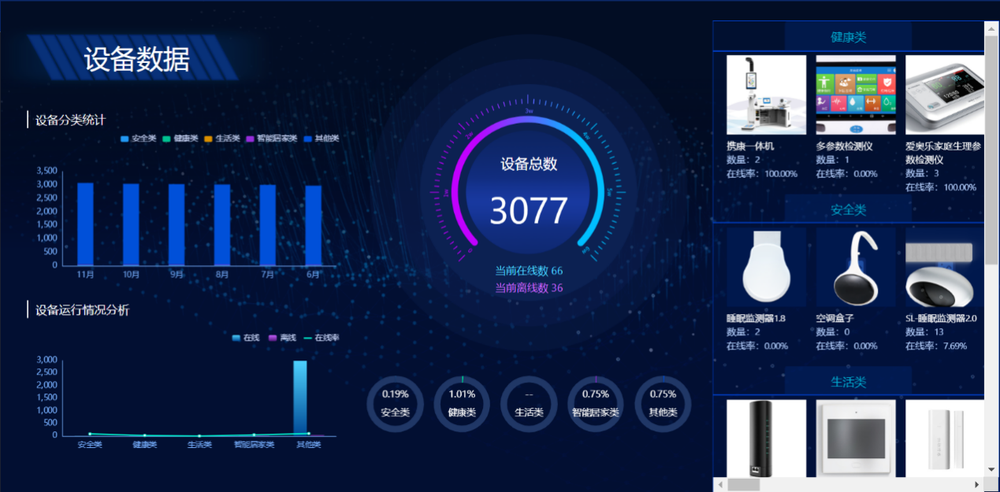 设备数据
设备分类统计
安全类 健康类 生活类 智能居家类 其他类
3,500
3,000
2,500
2,000
1,500
1,000
500
0
11月 10月 9月 8月 7月 6月
设备运行情况分析
在线 离线 在线率
3,000
2,500
2,000
1,500
1,000
500
0
安全类 健康类 生活类 智能居家类 其他类
0 1w 2w 3w 4w 5w 6w
设备总数
3077
当前在线数 66
当前离线数 36
0.19% 1.01% -- 0.75% 0.75%
安全类 健康类 生活类 智能居家类 其他类
健康类
携康一体机
数量：2
在线率：100.00%
多参数检测仪
数量：1
在线率：0.00%
爱奥乐家庭生理参
数检测仪
数量：3
在线率：100.00%
安全类
睡眠监测器1.8
数量：2
在线率：0.00%
空调盒子
数量：0
在线率：0.00%
SL-睡眠监测器2.0
数量：13
在线率：7.69%
生活类